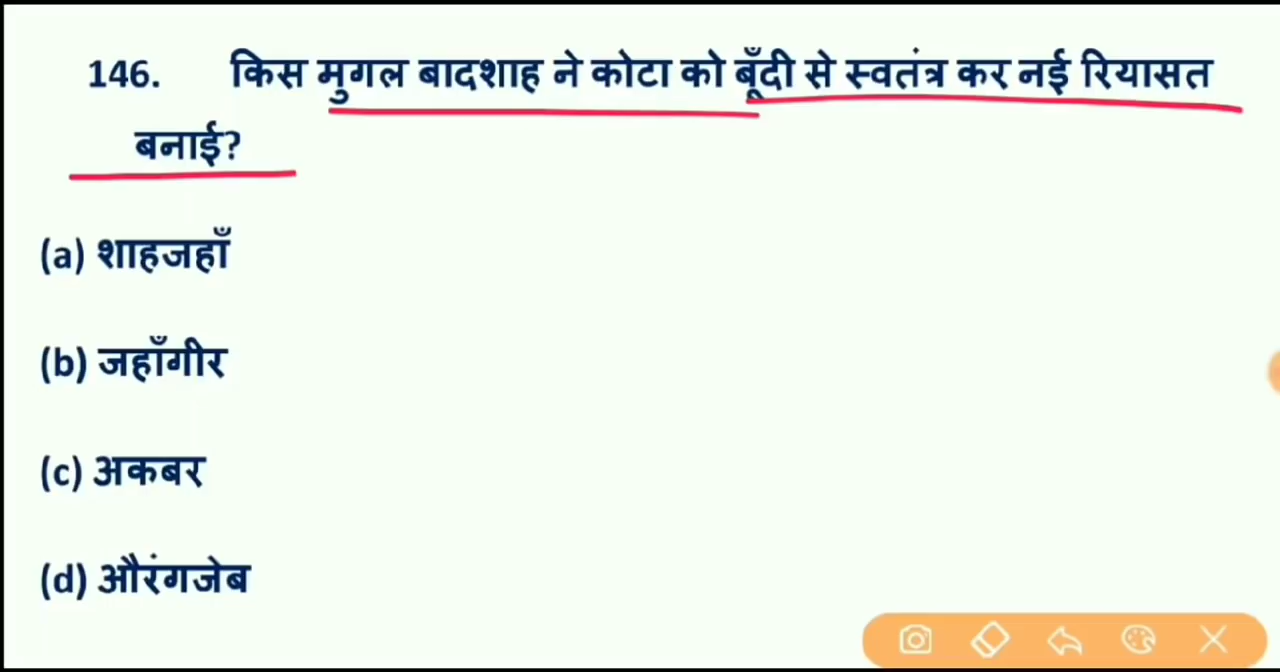 146. किस मुगल बादशाह ने कोटा को बूँदी से स्वतंत्र कर नई रियासत
बनाई?
(a) शाहजहाँ
(b) जहाँगीर
(c) अकबर
(d) औरंगजेब